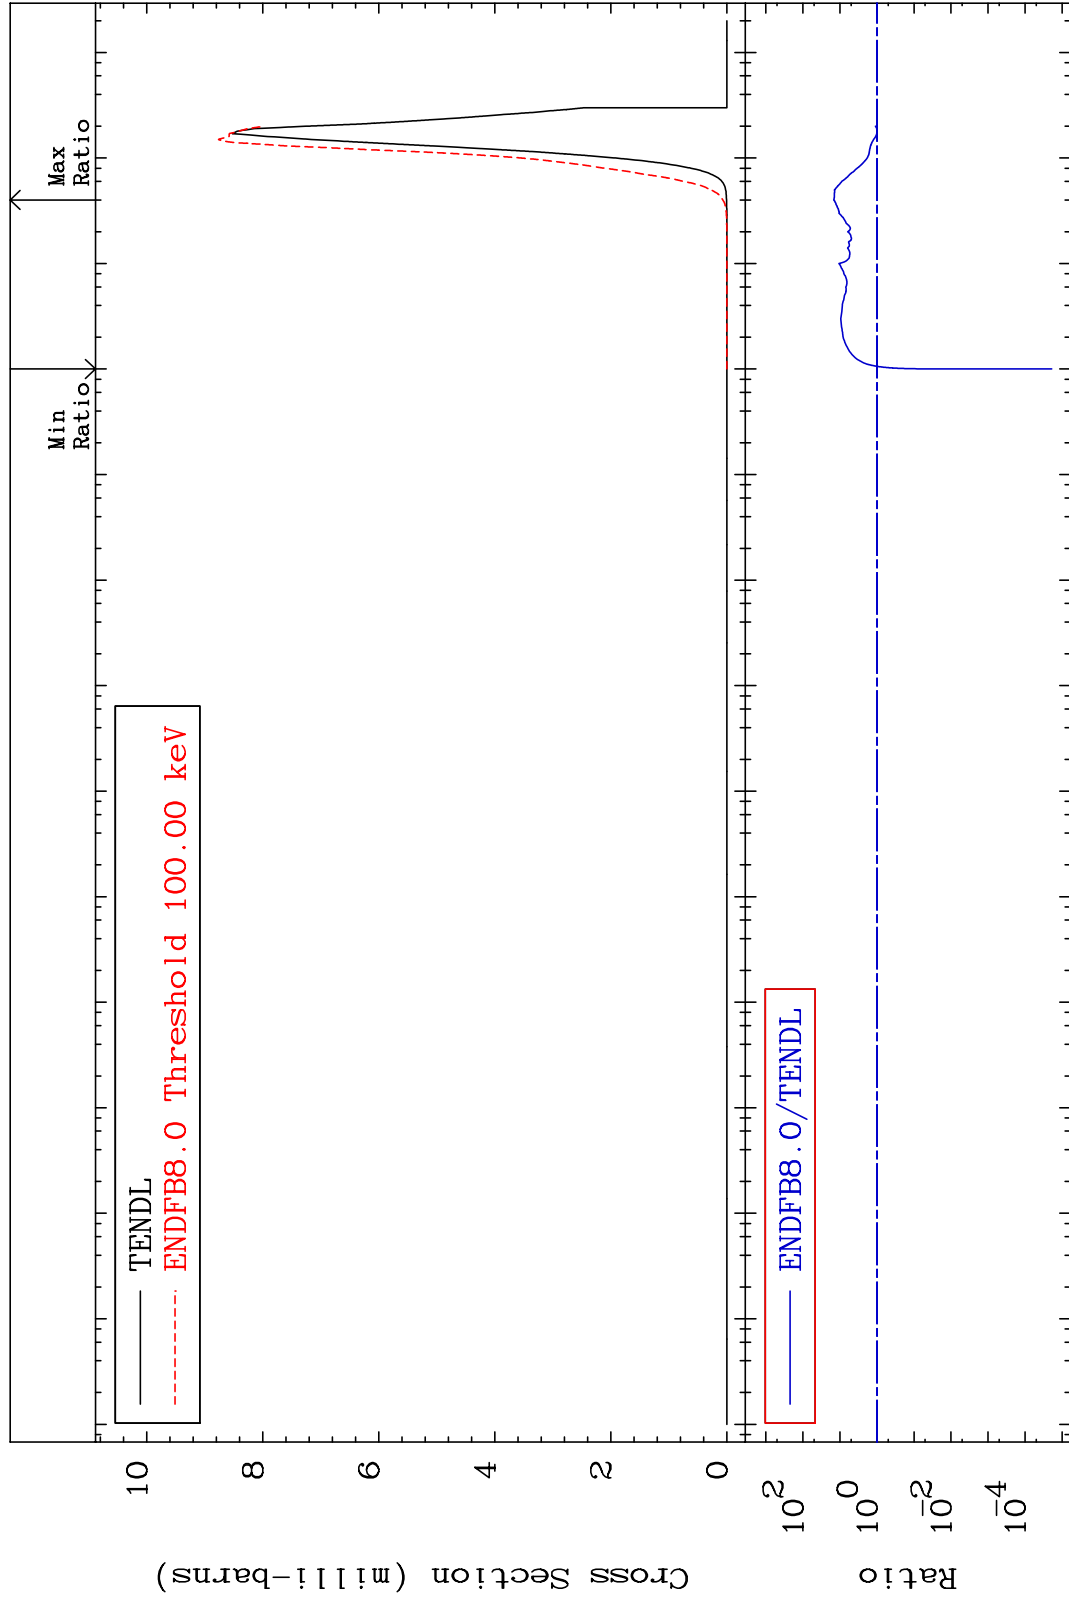 Max
Ratio
Min
Ratio
TENDL
ENDFB8.0 Threshold 100.00 keV
10
8
6
4
2
0
Cross Section (milli-barns)
ENDFB8.0/TENDL
10^2
10^0
10^-2
10^-4
Ratio